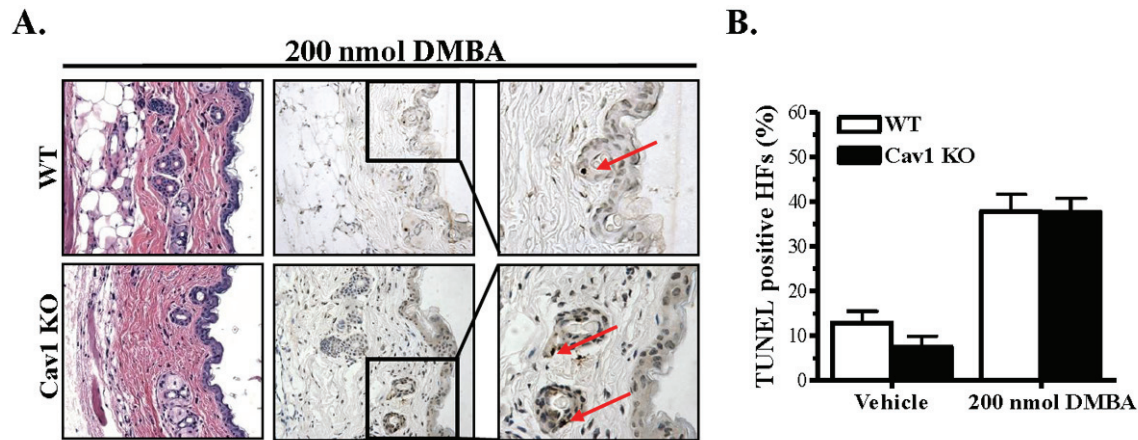 A.
200 nmol DMBA
WT
Cav1 KO
B.
TUNEL positive HFs (%)
60
50
40
30
20
10
0
WT
Cav1 KO
Vehicle
200 nmol DMBA